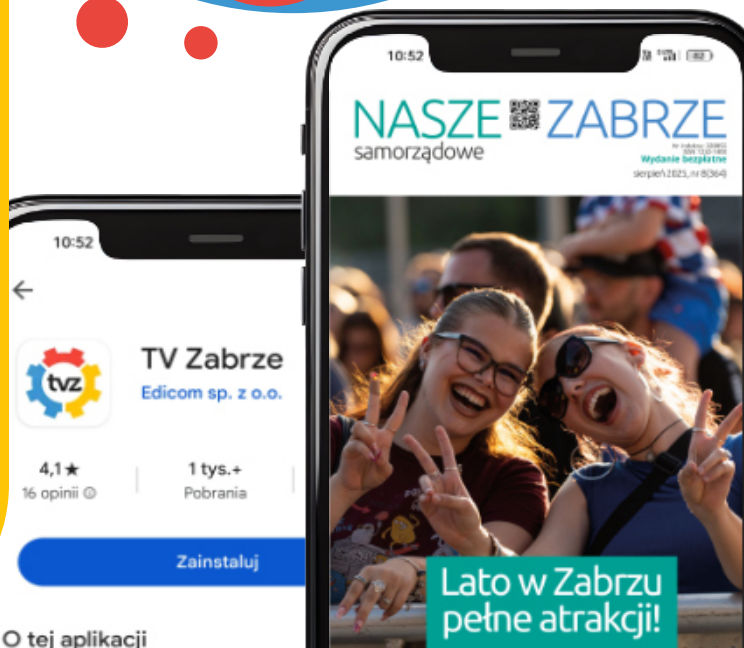 10:52
TV Zabrze
Edicom sp. z o.o.
tvz
4,1★
16 opinii
1 tys.+
Pobrania
Zainstaluj
O tej aplikacji
10:52
82
NASZE ZABRZE
samorządowe
Wydanie bezpłatne
sierpień 2025, nr 8(364)
Lato w Zabrzu
pełne atrakcji!